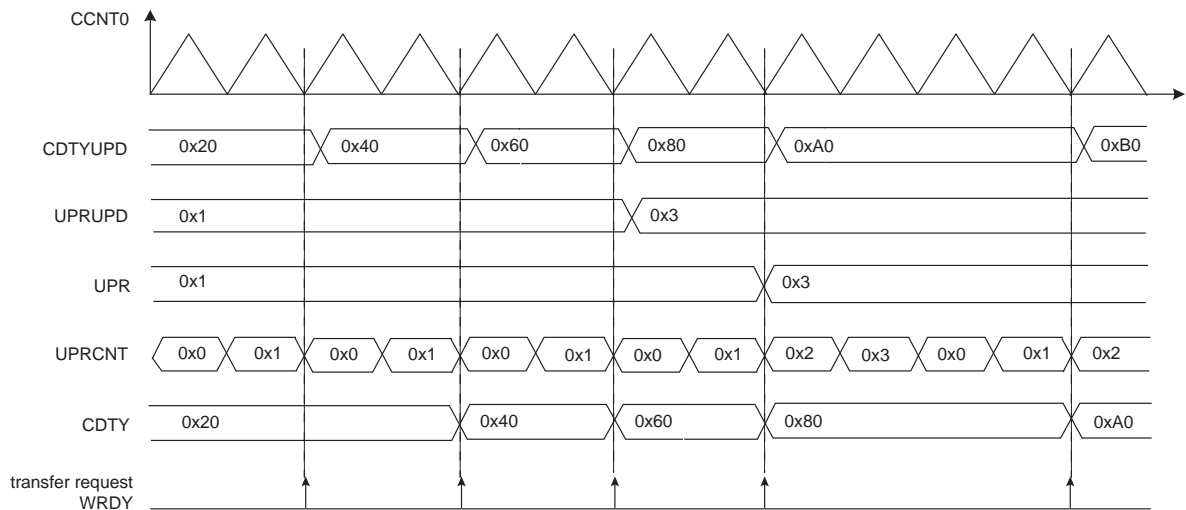 CCNT0
CDTYUPD 0x20 0x40 0x60 0x80 0xA0 0xB0
UPRUPD 0x1 0x3
UPR 0x1 0x3
UPRCNT 0x0 0x1 0x0 0x1 0x0 0x1 0x0 0x1 0x2 0x3 0x0 0x1 0x2
CDTY 0x20 0x40 0x60 0x80 0xA0
transfer request
WRDY